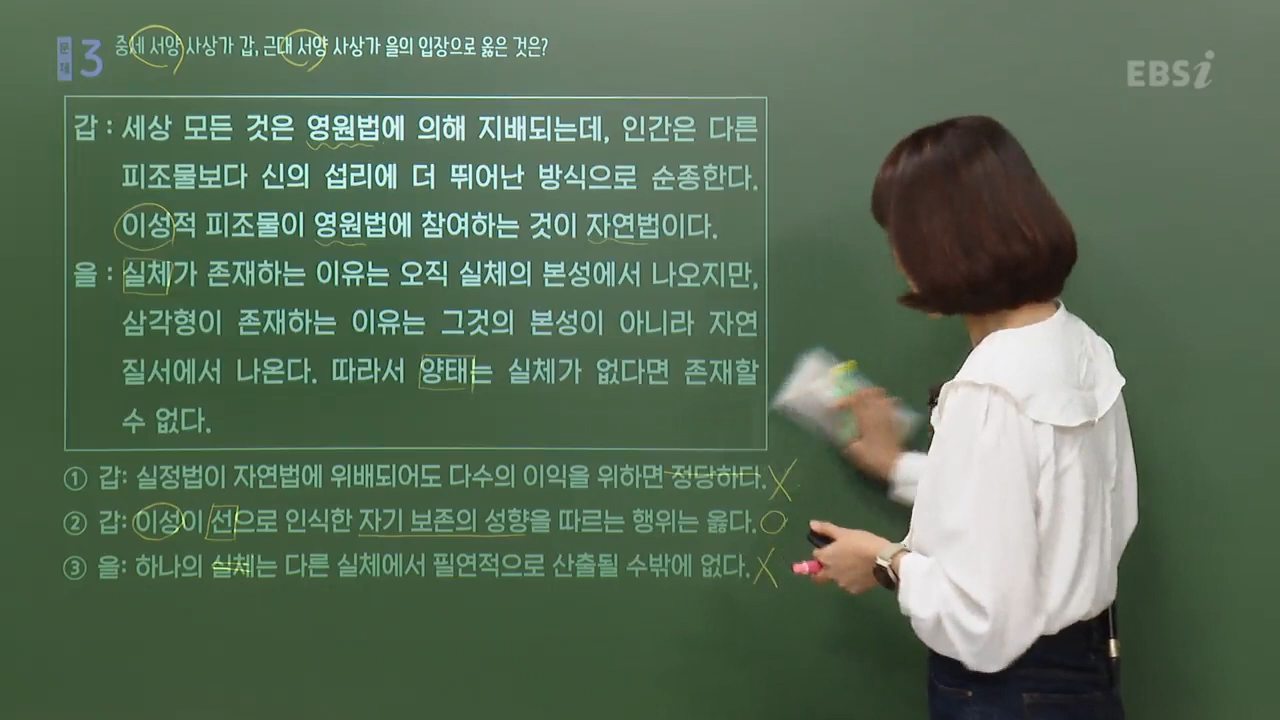 문제 3 중세 서양 사상가 갑, 근대 서양 사상가 을의 입장으로 옳은 것은?
EBSi
갑 : 세상 모든 것은 영원법에 의해 지배되는데, 인간은 다른
피조물보다 신의 섭리에 더 뛰어난 방식으로 순종한다.
이성적 피조물이 영원법에 참여하는 것이 자연법이다.
을 : 실체가 존재하는 이유는 오직 실체의 본성에서 나오지만,
삼각형이 존재하는 이유는 그것의 본성이 아니라 자연
질서에서 나온다. 따라서 양태는 실체가 없다면 존재할
수 없다.
① 갑: 실정법이 자연법에 위배되어도 다수의 이익을 위하면 정당하다. X
② 갑: 이성이 선으로 인식한 자기 보존의 성향을 따르는 행위는 옳다. O
③ 을: 하나의 실체는 다른 실체에서 필연적으로 산출될 수밖에 없다. X